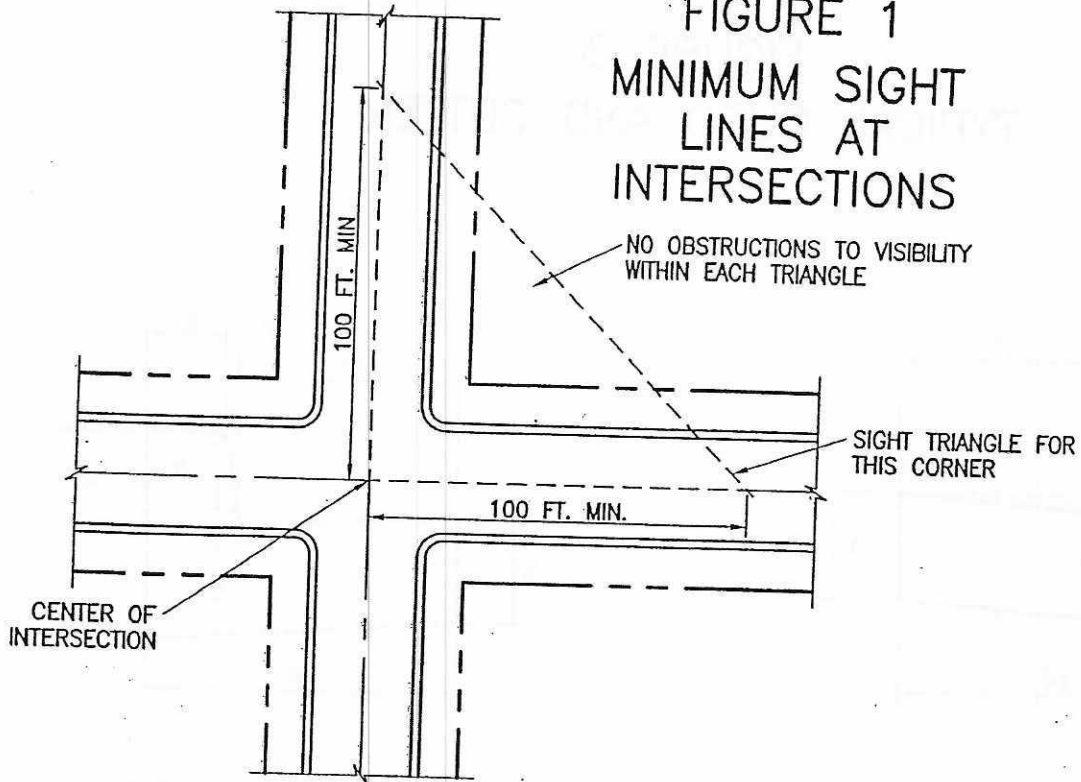 FIGURE 1
MINIMUM SIGHT
LINES AT
INTERSECTIONS
NO OBSTRUCTIONS TO VISIBILITY
WITHIN EACH TRIANGLE
100 FT. MIN
SIGHT TRIANGLE FOR
THIS CORNER
100 FT. MIN.
CENTER OF
INTERSECTION